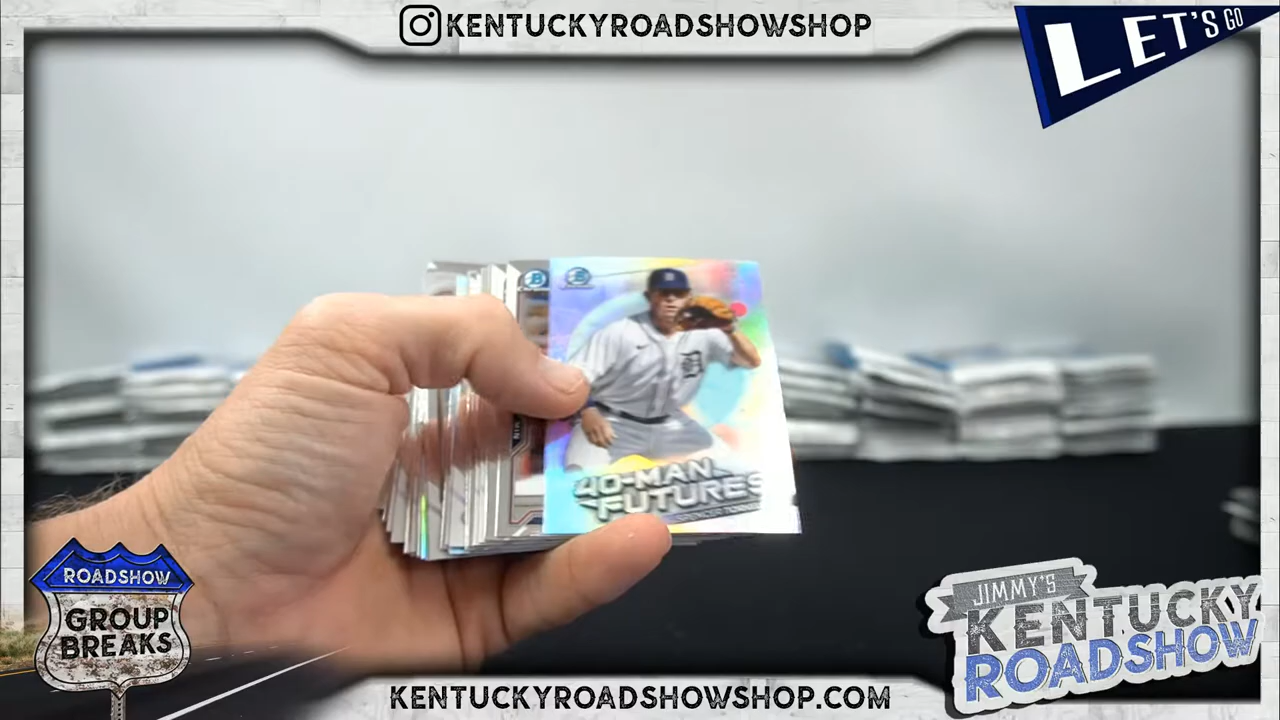 KENTUCKYROADSHOWSHOP
LET'S GO
B
B
D
40-MAN
FUTURES
ROADSHOW
GROUP
BREAKS
JIMMY'S
KENTUCKY
ROADSHOW
KENTUCKYROADSHOWSHOP.COM